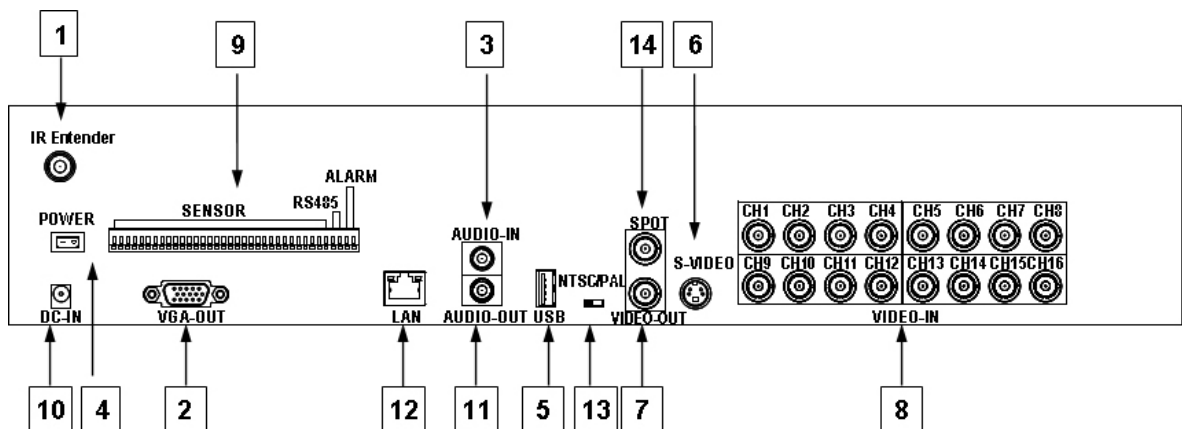 1
9
3
14
6
IR Entender
ALARM
RS485
SENSOR
POWER
AUDIO-IN
SPOT
S-VIDEO
NTSC/PAL
CH1 CH2 CH3 CH4 CH5 CH6 CH7 CH8
CH9 CH10 CH11 CH12 CH13 CH14 CH15 CH16
DC-IN
VGA-OUT
LAN
AUDIO-OUT
USB
VIDEO-OUT
VIDEO-IN
10
4
2
12
11
5
13
7
8